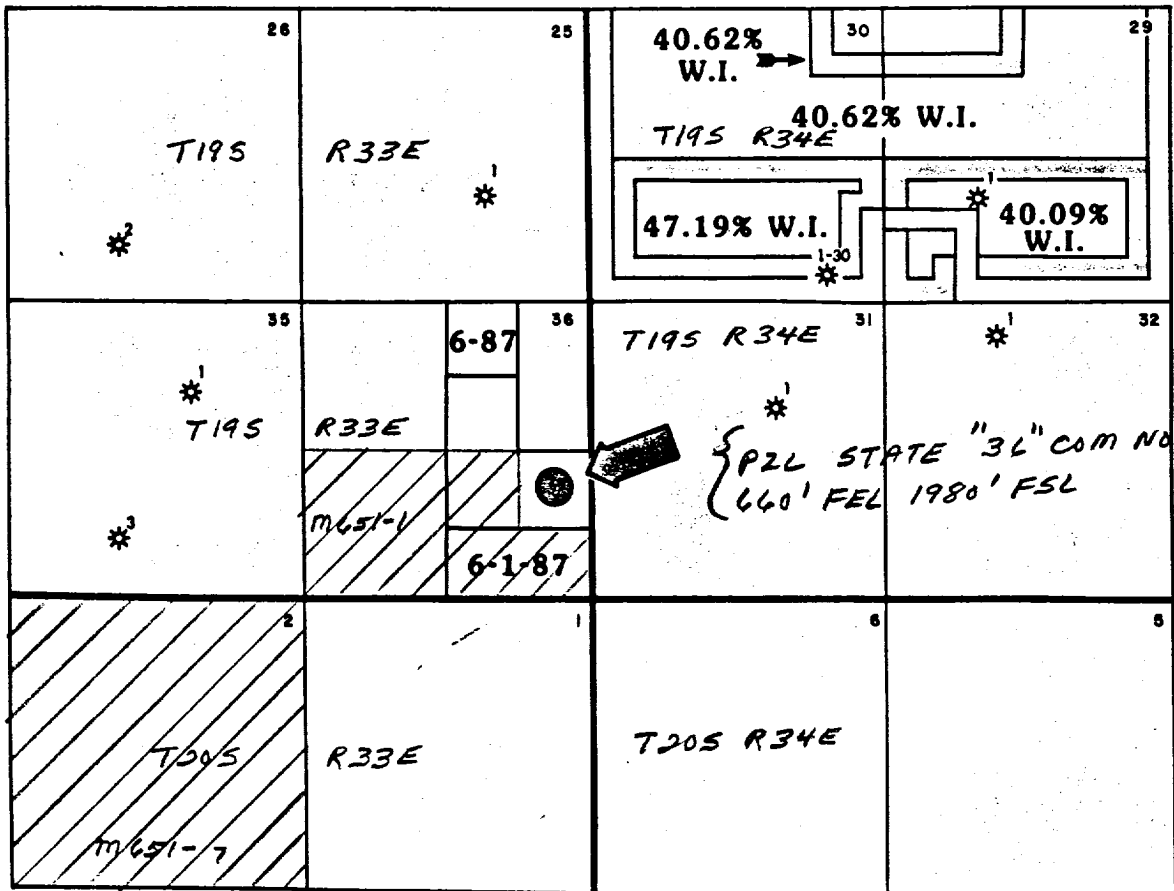 26
25
40.62%
W.I.
30
29
40.62% W.I.
T19S R33E
T19S R34E
1
1
2
47.19% W.I.
40.09%
W.I.
1-30
35
6-87
36
T19S R34E
31
1
32
1
1
T19S R33E
M651-1
P2L STATE "36" COM NO
660' FEL 1980' FSL
3
6-1-87
2
1
6
5
T20S R33E
T20S R34E
M651-7